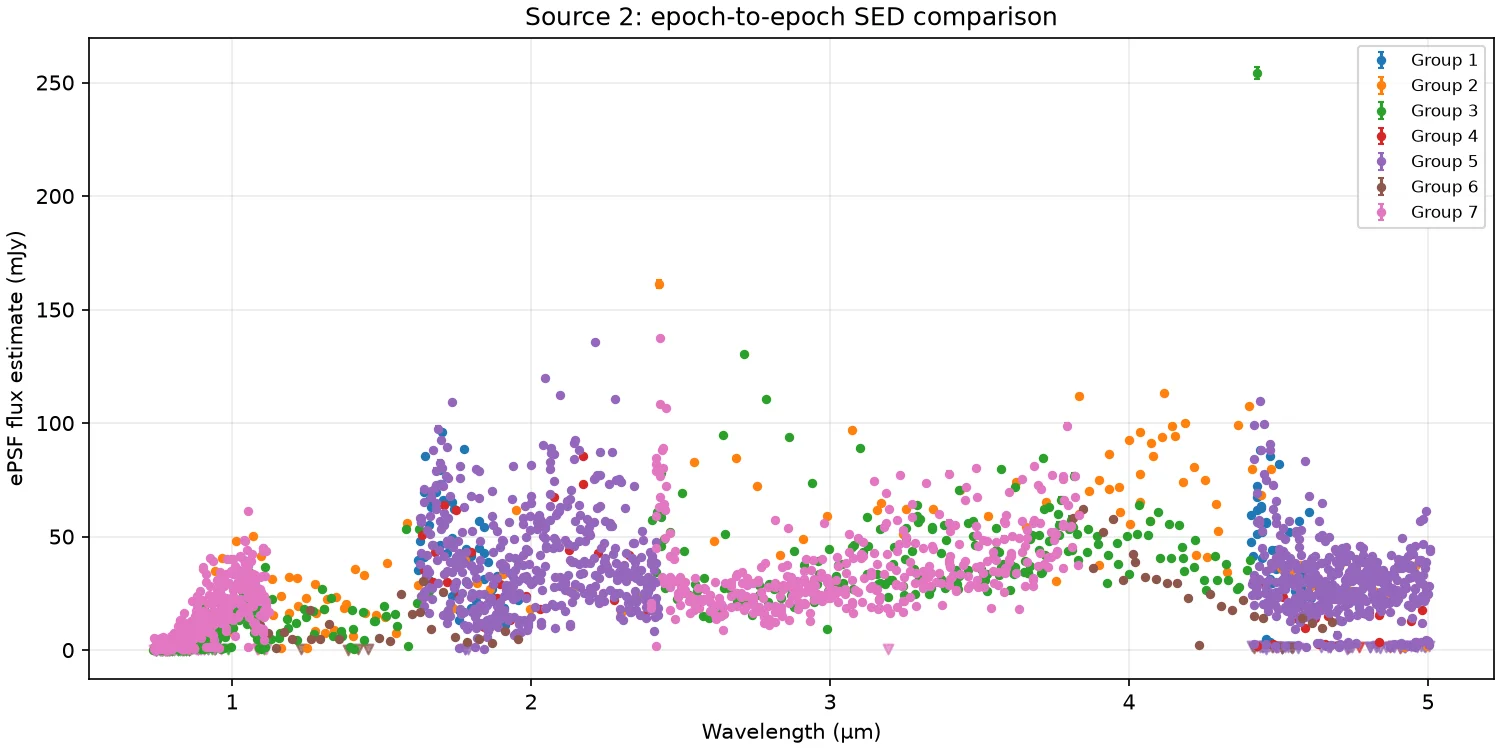 Source 2: epoch-to-epoch SED comparison
ePSF flux estimate (mJy)
250
200
150
100
50
0
Group 1
Group 2
Group 3
Group 4
Group 5
Group 6
Group 7
1 2 3 4 5
Wavelength (μm)